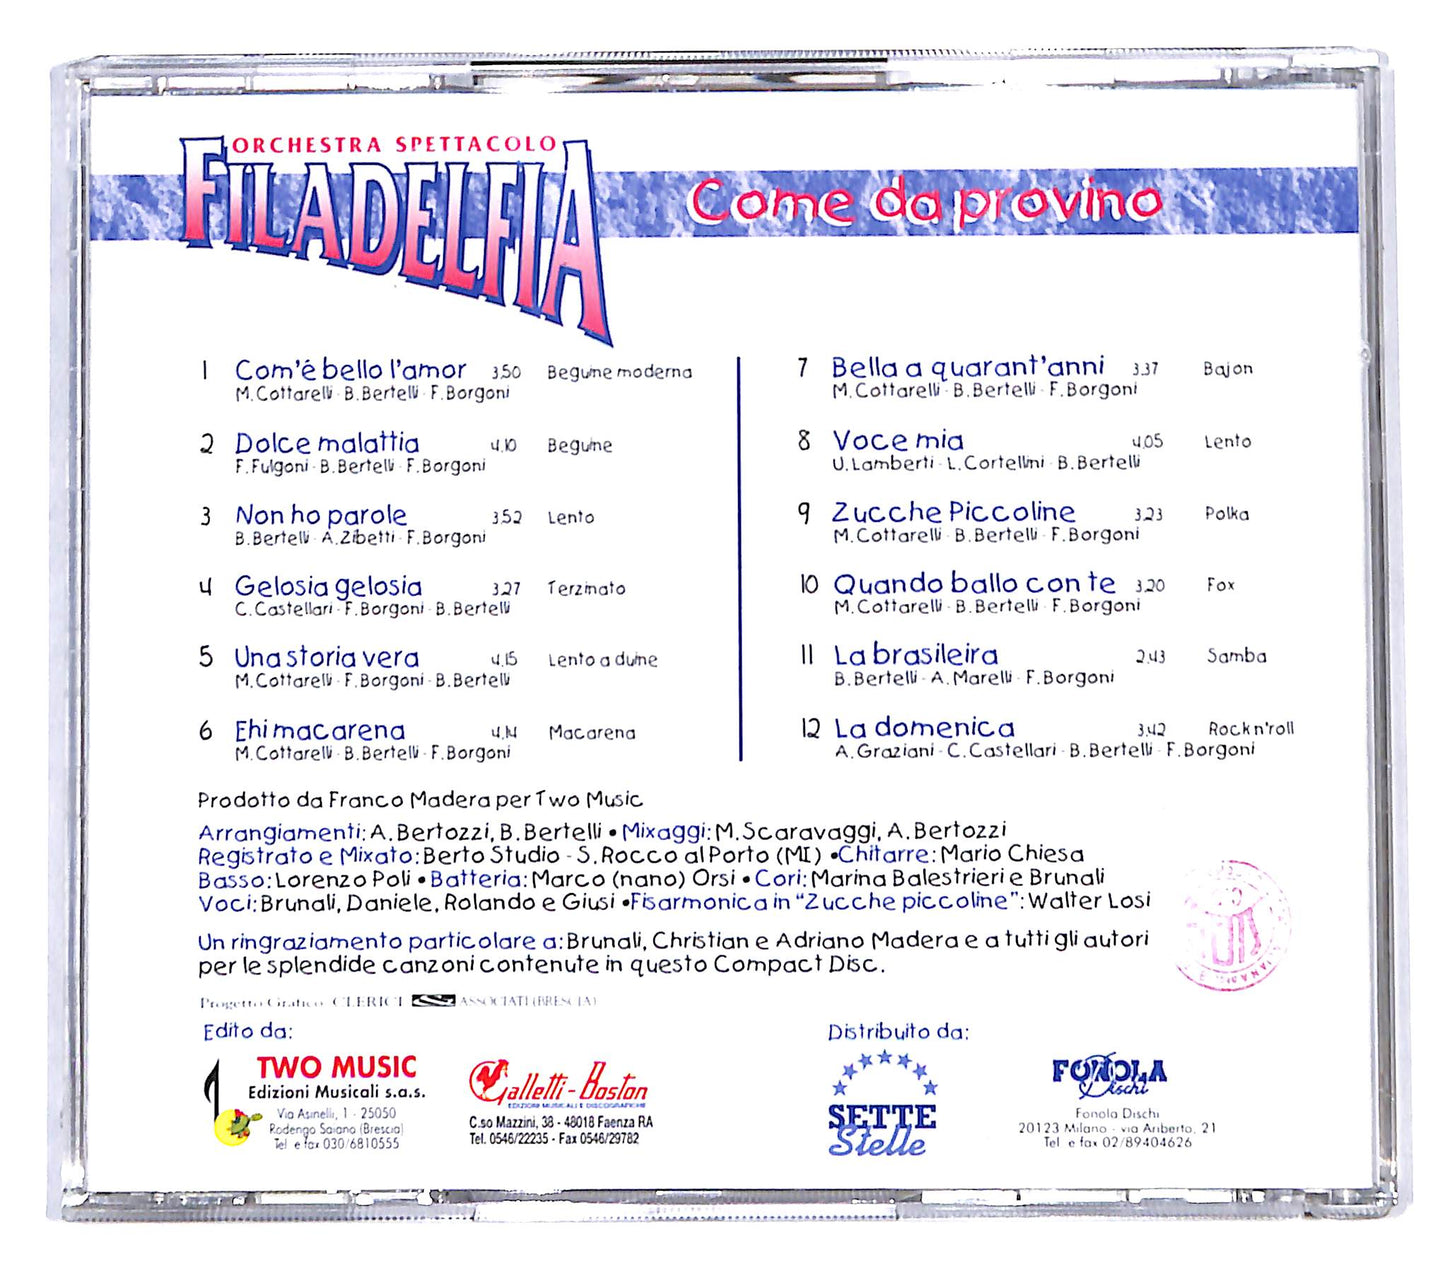 ORCHESTRA SPETTACOLO
FILADELFIA
Come da provino
1 Com'é bello l'amor 3.50 Beguine moderna
M.Cottarelli · B.Bertelli · F.Borgoni
2 Dolce malattia 4.10 Beguine
F.Fulgoni · B.Bertelli · F.Borgoni
3 Non ho parole 3.52 Lento
B.Bertelli · A.Zibetti · F.Borgoni
4 Gelosia gelosia 3.27 Terzinato
C.Castellari · F.Borgoni · B.Bertelli
5 Una storia vera 4.15 Lento a duine
M.Cottarelli · F.Borgoni · B.Bertelli
6 Ehi macarena 4.14 Macarena
M.Cottarelli · B.Bertelli · F.Borgoni
7 Bella a quarant'anni 3.37 Bajon
M.Cottarelli · B.Bertelli · F.Borgoni
8 Voce mia 4.05 Lento
U.Lamberti · L.Cortellini · B.Bertelli
9 Zucche Piccoline 3.23 Polka
M.Cottarelli · B.Bertelli · F.Borgoni
10 Quando ballo con te 3.20 Fox
M.Cottarelli · B.Bertelli · F.Borgoni
11 La brasileira 2.43 Samba
B.Bertelli · A.Marelli · F.Borgoni
12 La domenica 3.42 Rock n'roll
A.Graziani · C.Castellari · B.Bertelli · F.Borgoni
Prodotto da Franco Madera per Two Music
Arrangiamenti: A.Bertozzi, B.Bertelli • Mixaggi: M.Scaravaggi, A.Bertozzi
Registrato e Mixato: Berto Studio - S.Rocco al Porto (MI) • Chitarre: Mario Chiesa
Basso: Lorenzo Poli • Batteria: Marco (nano) Orsi • Cori: Marina Balestrieri e Brunali
Voci: Brunali, Daniele, Rolando e Giusi • Fisarmonica in "Zucche piccoline": Walter Losi
Un ringraziamento particolare a: Brunali, Christian e Adriano Madera e a tutti gli autori
per le splendide canzoni contenute in questo Compact Disc.
Progetto Grafico CLERICI & ASSOCIATI (BRESCIA)
Edito da:
TWO MUSIC
Edizioni Musicali s.a.s.
Via Asinelli, 1 - 25050
Rodengo Saiano (Brescia)
Tel e fax 030/6810555
Galletti-Boston
EDIZIONI MUSICALI E DISCOGRAFICHE
C.so Mazzini, 38 - 48018 Faenza RA
Tel. 0546/22235 - Fax 0546/29782
Distribuito da:
SETTE
Stelle
FONOLA
Dischi
Fonola Dischi
20123 Milano - via Ariberto, 21
Tel e fax 02/89404626